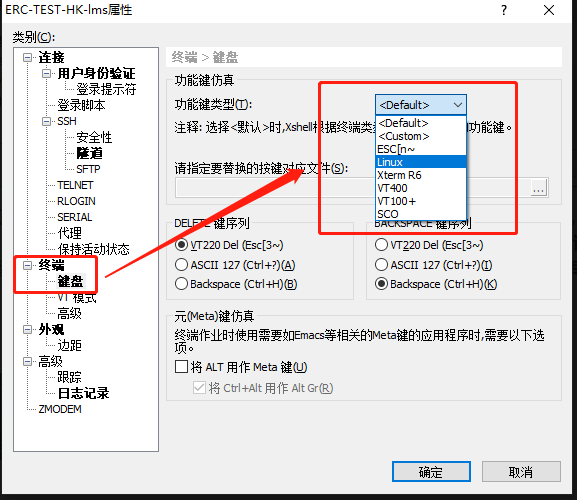 ERC-TEST-HK-lms属性
类别(C):
连接
用户身份验证
登录提示符
登录脚本
SSH
安全性
隧道
SFTP
TELNET
RLOGIN
SERIAL
代理
保持活动状态
终端
键盘
VT 模式
高级
外观
边距
高级
跟踪
日志记录
ZMODEM
终端 > 键盘
功能键仿真
功能键类型(T):
<Default>
注释: 选择<默认>时,Xshell根据终端类
功能键。
<Default>
<Custom>
ESC[n~
Linux
Xterm R6
VT400
VT100+
SCO
请指定要替换的按键对应文件(S):
...
DELETE 键序列
VT220 Del (Esc[3~)
ASCII 127 (Ctrl+?)(A)
Backspace (Ctrl+H)(B)
BACKSPACE 键序列
VT220 Del (Esc[3~)
ASCII 127 (Ctrl+?)(I)
Backspace (Ctrl+H)(K)
元(Meta)键仿真
终端作业时使用需要如Emacs等相关的Meta键的应用程序时,需要以下选
项。
将 ALT 用作 Meta 键(U)
将 Ctrl+Alt 用作 Alt Gr(R)
确定
取消